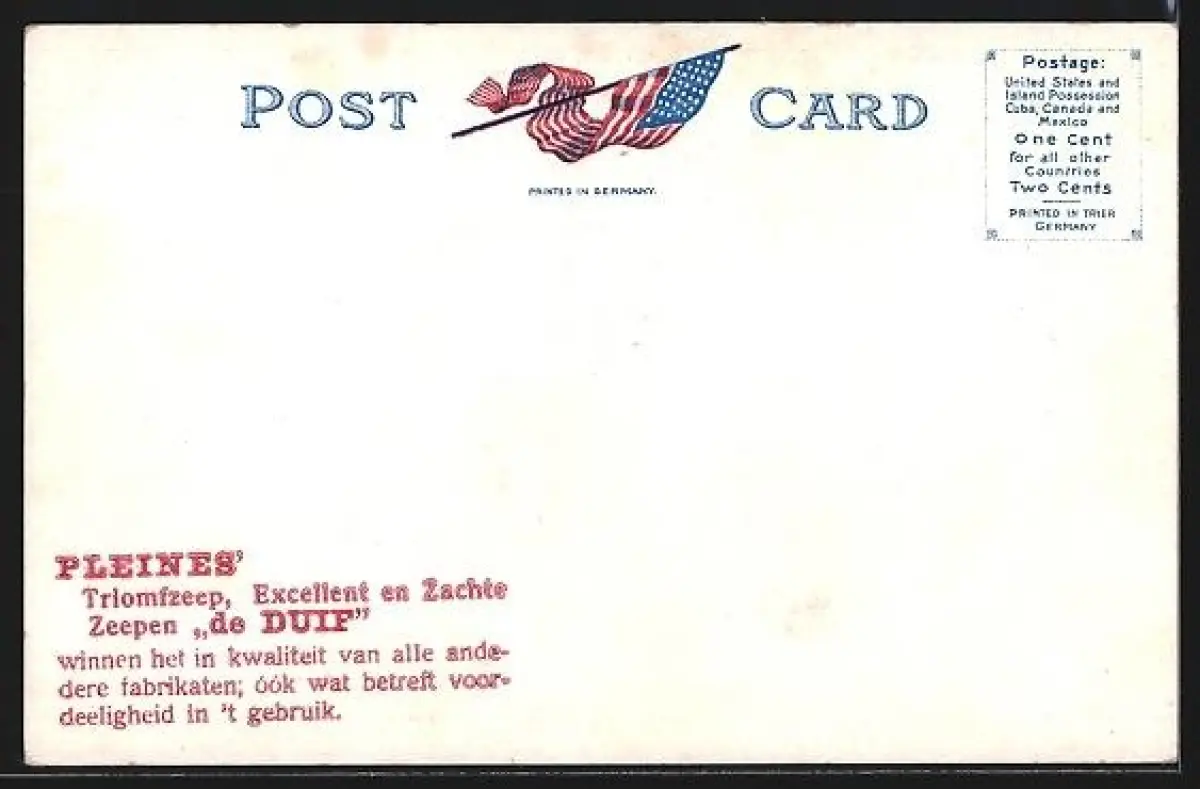 POST CARD
PRINTED IN GERMANY.
Postage:
United States and
Island Possession
Cuba, Canada and
Mexico
One Cent
for all other
Countries
Two Cents
PRINTED IN TRIER
GERMANY
PLEINES'
Triomfzeep, Excellent en Zachte
Zeepen „de DUIF”
winnen het in kwaliteit van alle ande-
dere fabrikaten; óók wat betreft voor-
deeligheid in 't gebruik.